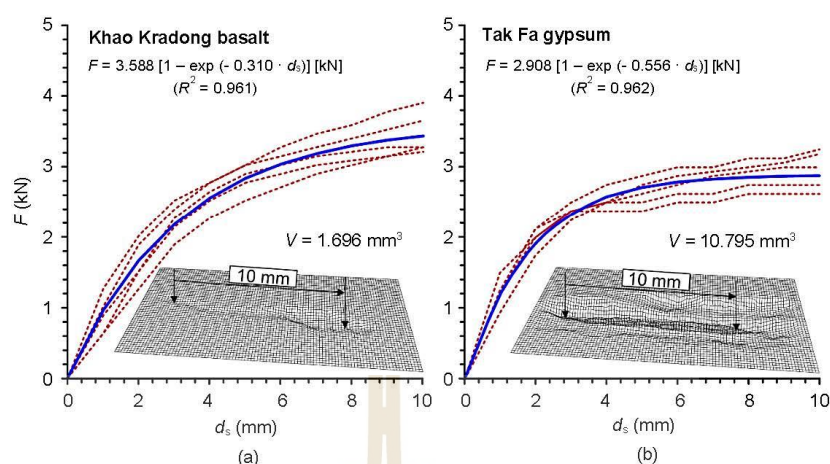 Khao Kradong basalt
F = 3.588 [1 – exp (- 0.310 · dₛ)] [kN]
(R² = 0.961)
V = 1.696 mm³
10 mm
F (kN)
5
4
3
2
1
0
0 2 4 6 8 10
dₛ (mm)
(a)
Tak Fa gypsum
F = 2.908 [1 – exp (- 0.556 · dₛ)] [kN]
(R² = 0.962)
V = 10.795 mm³
10 mm
5
4
3
2
1
0
0 2 4 6 8 10
dₛ (mm)
(b)